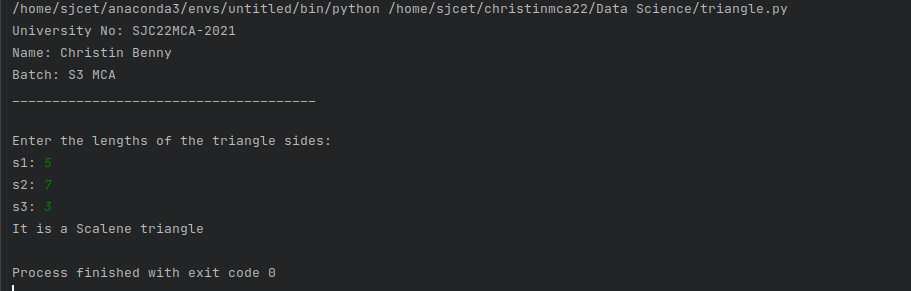 /home/sjcet/anaconda3/envs/untitled/bin/python /home/sjcet/christinmca22/Data Science/triangle.py
University No: SJC22MCA-2021
Name: Christin Benny
Batch: S3 MCA
______________________________________
Enter the lengths of the triangle sides:
s1: 5
s2: 7
s3: 3
It is a Scalene triangle
Process finished with exit code 0